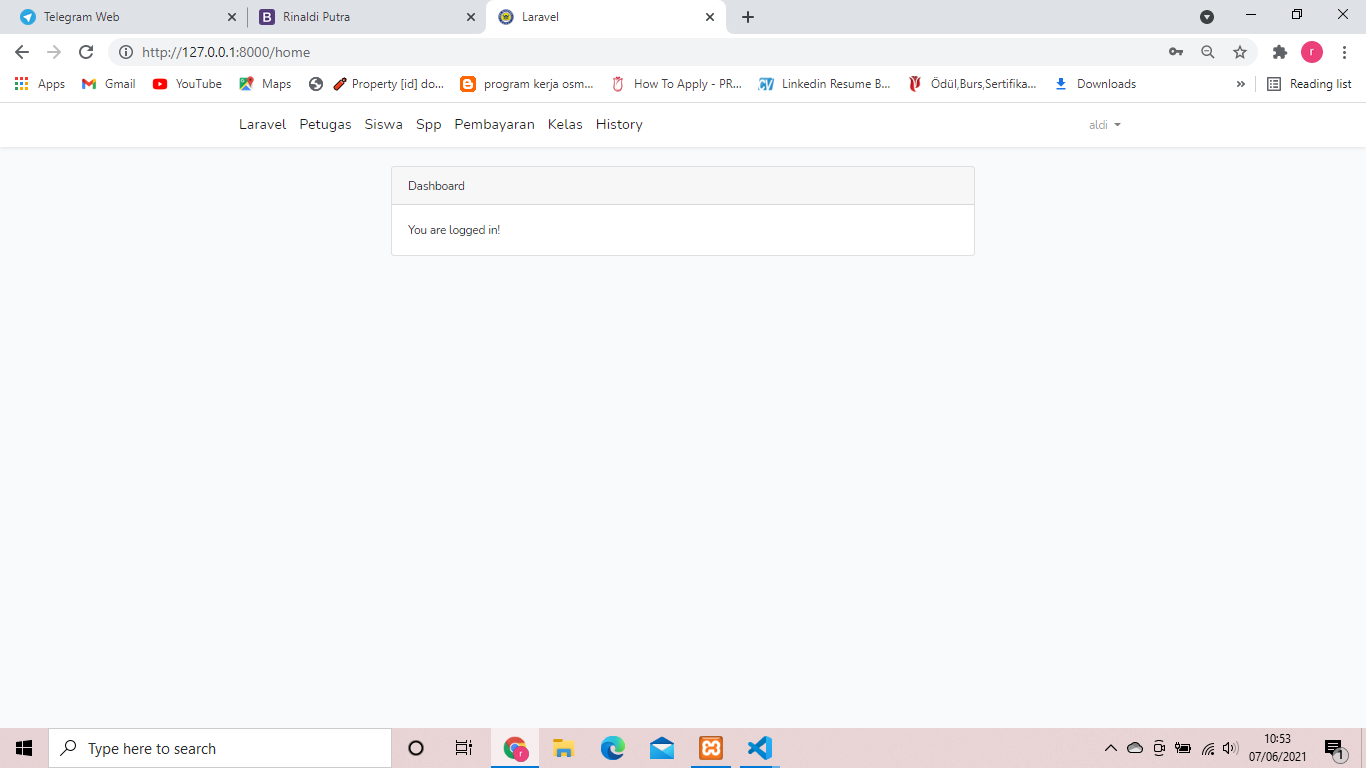 Telegram Web
Rinaldi Putra
Laravel
http://127.0.0.1:8000/home
r
Apps Gmail YouTube Maps Property [id] do... program kerja osm... How To Apply - PR... Linkedin Resume B... Ödül,Burs,Sertifika... Downloads » Reading list
Laravel Petugas Siswa Spp Pembayaran Kelas History aldi
Dashboard
You are logged in!
Type here to search
10:53
07/06/2021
1